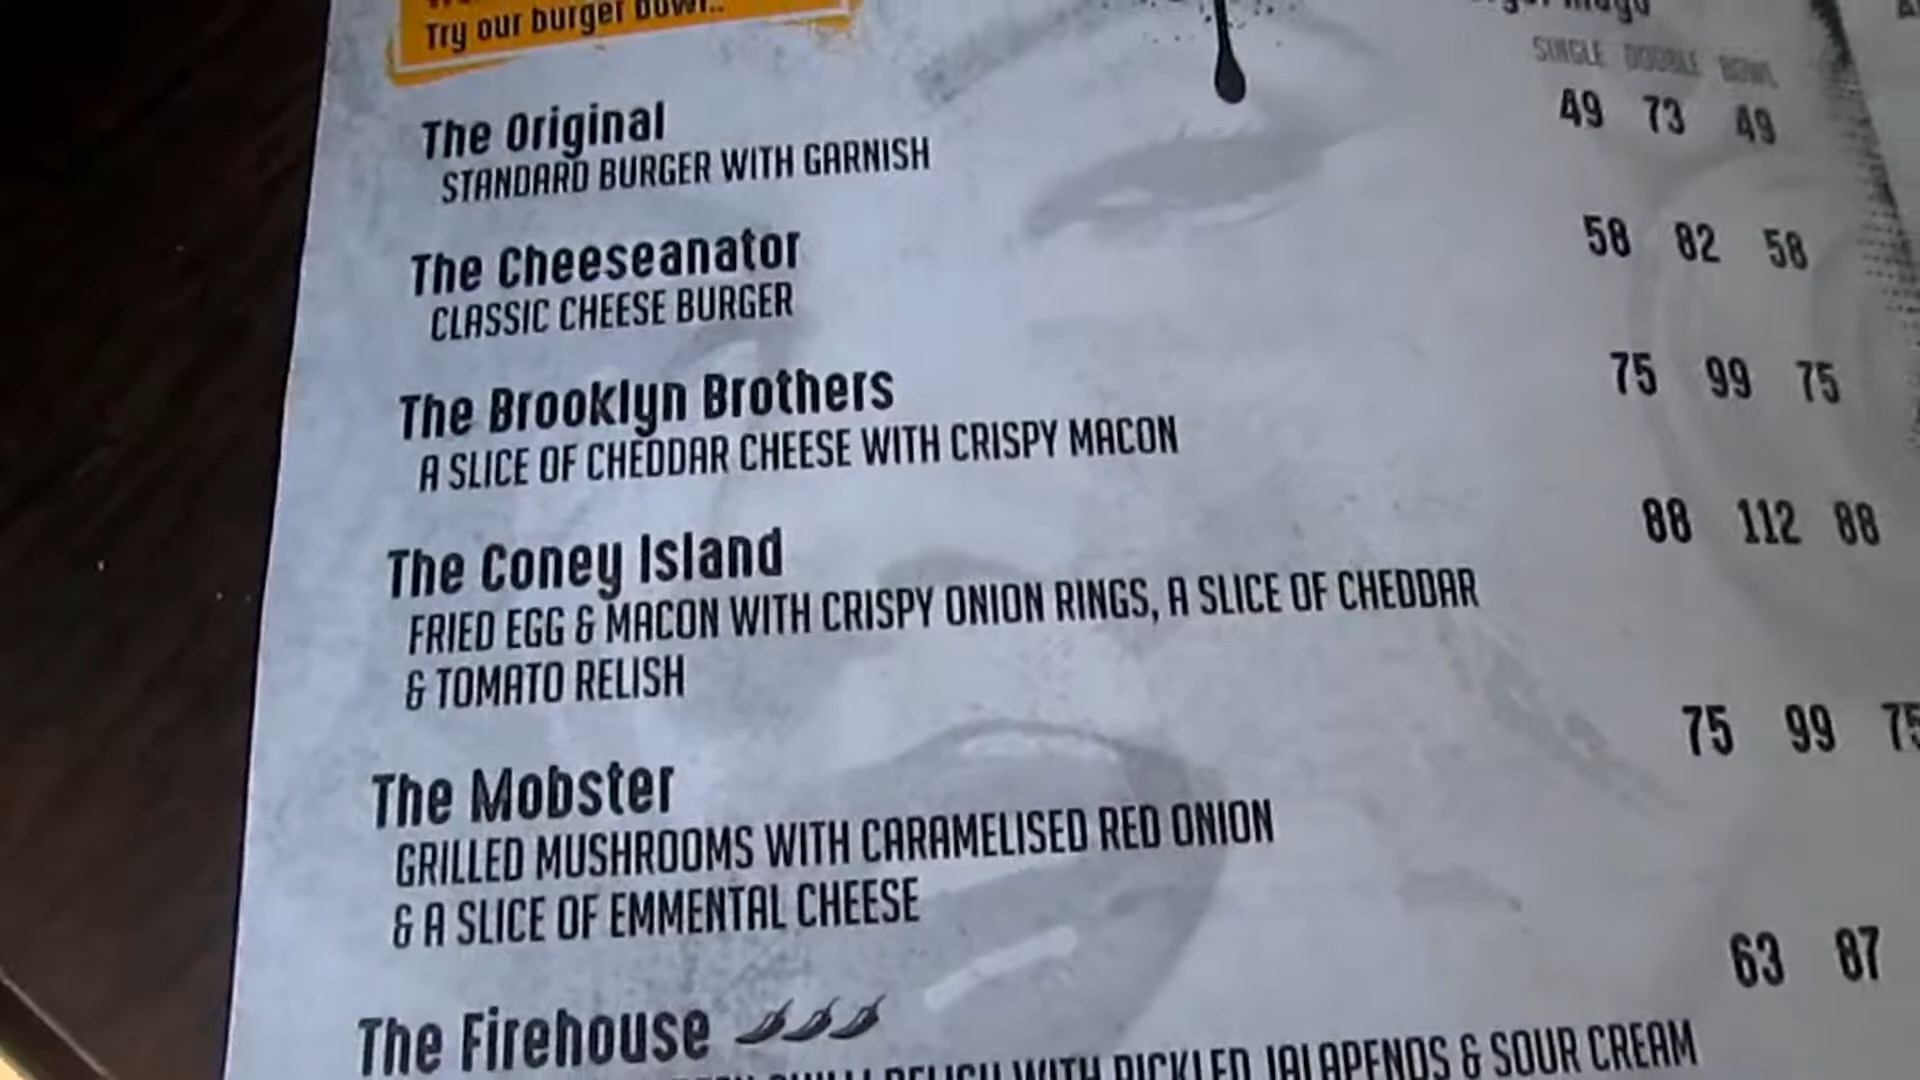 Try our burger bowl..
SINGLE DOUBLE BOWL
The Original 49 73 49
STANDARD BURGER WITH GARNISH
The Cheeseanator 58 82 58
CLASSIC CHEESE BURGER
The Brooklyn Brothers 75 99 75
A SLICE OF CHEDDAR CHEESE WITH CRISPY MACON
The Coney Island 88 112 88
FRIED EGG & MACON WITH CRISPY ONION RINGS, A SLICE OF CHEDDAR
& TOMATO RELISH
The Mobster 75 99 75
GRILLED MUSHROOMS WITH CARAMELISED RED ONION
& A SLICE OF EMMENTAL CHEESE
The Firehouse 63 87
CHILLI RELISH WITH PICKLED JALAPENOS & SOUR CREAM